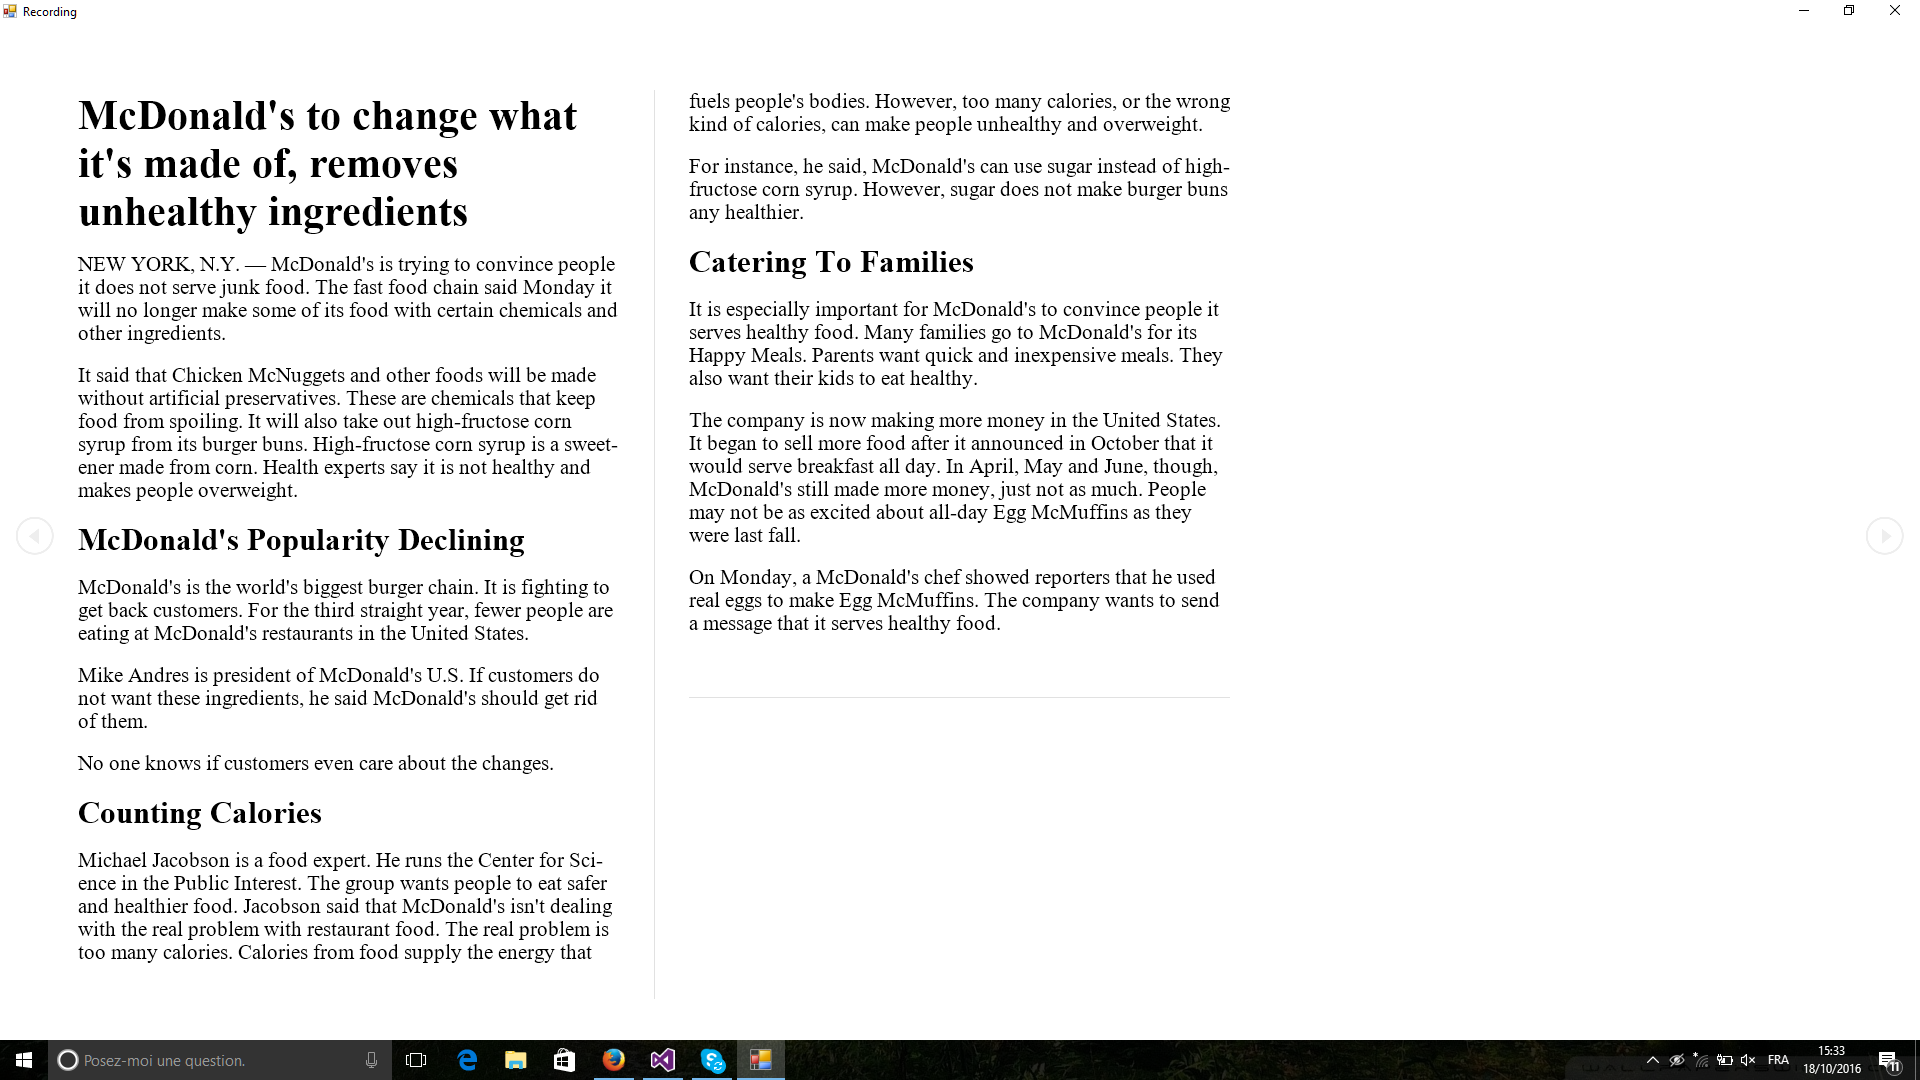 Recording
McDonald's to change what
it's made of, removes
unhealthy ingredients
NEW YORK, N.Y. — McDonald's is trying to convince people
it does not serve junk food. The fast food chain said Monday it
will no longer make some of its food with certain chemicals and
other ingredients.
It said that Chicken McNuggets and other foods will be made
without artificial preservatives. These are chemicals that keep
food from spoiling. It will also take out high-fructose corn
syrup from its burger buns. High-fructose corn syrup is a sweet-
ener made from corn. Health experts say it is not healthy and
makes people overweight.
McDonald's Popularity Declining
McDonald's is the world's biggest burger chain. It is fighting to
get back customers. For the third straight year, fewer people are
eating at McDonald's restaurants in the United States.
Mike Andres is president of McDonald's U.S. If customers do
not want these ingredients, he said McDonald's should get rid
of them.
No one knows if customers even care about the changes.
Counting Calories
Michael Jacobson is a food expert. He runs the Center for Sci-
ence in the Public Interest. The group wants people to eat safer
and healthier food. Jacobson said that McDonald's isn't dealing
with the real problem with restaurant food. The real problem is
too many calories. Calories from food supply the energy that
fuels people's bodies. However, too many calories, or the wrong
kind of calories, can make people unhealthy and overweight.
For instance, he said, McDonald's can use sugar instead of high-
fructose corn syrup. However, sugar does not make burger buns
any healthier.
Catering To Families
It is especially important for McDonald's to convince people it
serves healthy food. Many families go to McDonald's for its
Happy Meals. Parents want quick and inexpensive meals. They
also want their kids to eat healthy.
The company is now making more money in the United States.
It began to sell more food after it announced in October that it
would serve breakfast all day. In April, May and June, though,
McDonald's still made more money, just not as much. People
may not be as excited about all-day Egg McMuffins as they
were last fall.
On Monday, a McDonald's chef showed reporters that he used
real eggs to make Egg McMuffins. The company wants to send
a message that it serves healthy food.
Posez-moi une question.
FRA
15:33
18/10/2016
11